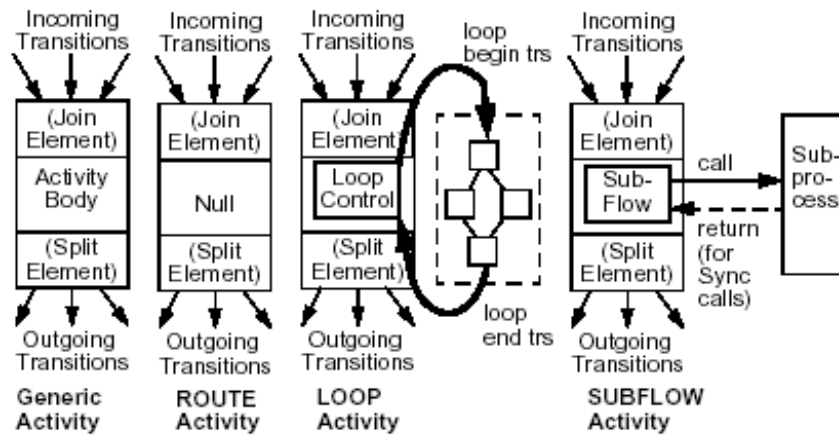 Incoming
Transitions
(Join
Element)
Activity
Body
(Split
Element)
Outgoing
Transitions
Generic
Activity
Incoming
Transitions
(Join
Element)
Null
(Split
Element)
Outgoing
Transitions
ROUTE
Activity
Incoming
Transitions
(Join
Element)
Loop
Control
(Split
Element)
Outgoing
Transitions
LOOP
Activity
loop
begin trs
loop
end trs
Incoming
Transitions
(Join
Element)
Sub-
Flow
(Split
Element)
Outgoing
Transitions
SUBFLOW
Activity
call
return
(for
Sync
calls)
Sub-
pro-
cess